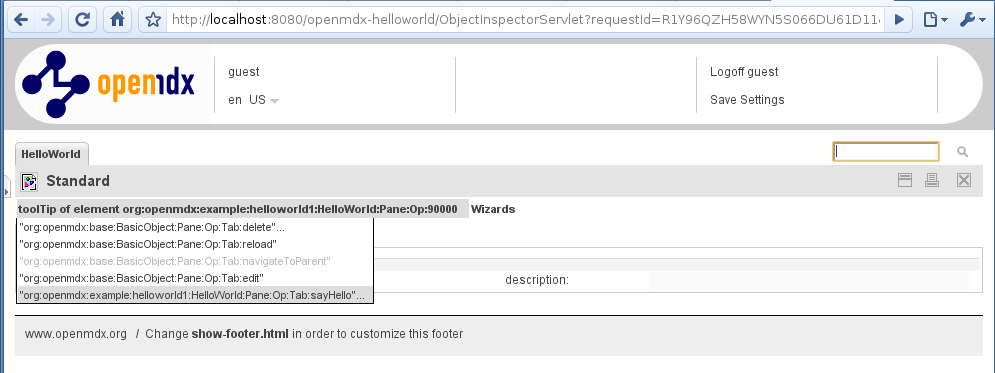 http://localhost:8080/openmdx-helloworld/ObjectInspectorServlet?requestId=R1Y96QZH58WYN5S066DU61D11
openmdx
guest
Logoff guest
en US
Save Settings
HelloWorld
Standard
toolTip of element org:openmdx:example:helloworld1:HelloWorld:Pane:Op:90000 Wizards
"org:openmdx:base:BasicObject:Pane:Op:Tab:delete"...
"org:openmdx:base:BasicObject:Pane:Op:Tab:reload"
"org:openmdx:base:BasicObject:Pane:Op:Tab:navigateToParent"
"org:openmdx:base:BasicObject:Pane:Op:Tab:edit"
description:
"org:openmdx:example:helloworld1:HelloWorld:Pane:Op:Tab:sayHello"...
www.openmdx.org / Change show-footer.html in order to customize this footer